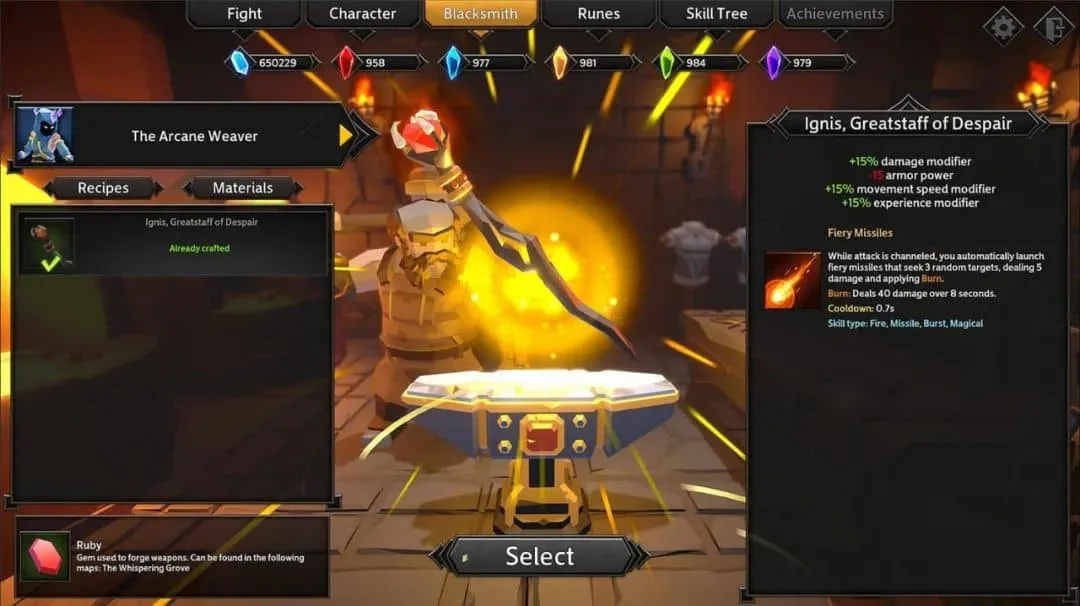 Fight
Character
Blacksmith
Runes
Skill Tree
Achievements
650229
958
977
981
984
979
The Arcane Weaver
Recipes
Materials
Ignis, Greatstaff of Despair
Already crafted
Ruby
Gem used to forge weapons. Can be found in the following
maps: The Whispering Grove
Select
Ignis, Greatstaff of Despair
+15% damage modifier
-15 armor power
+15% movement speed modifier
+15% experience modifier
Fiery Missiles
While attack is channeled, you automatically launch
fiery missiles that seek 3 random targets, dealing 5
damage and applying Burn.
Burn: Deals 40 damage over 8 seconds.
Cooldown: 0.7s
Skill type: Fire, Missile, Burst, Magical